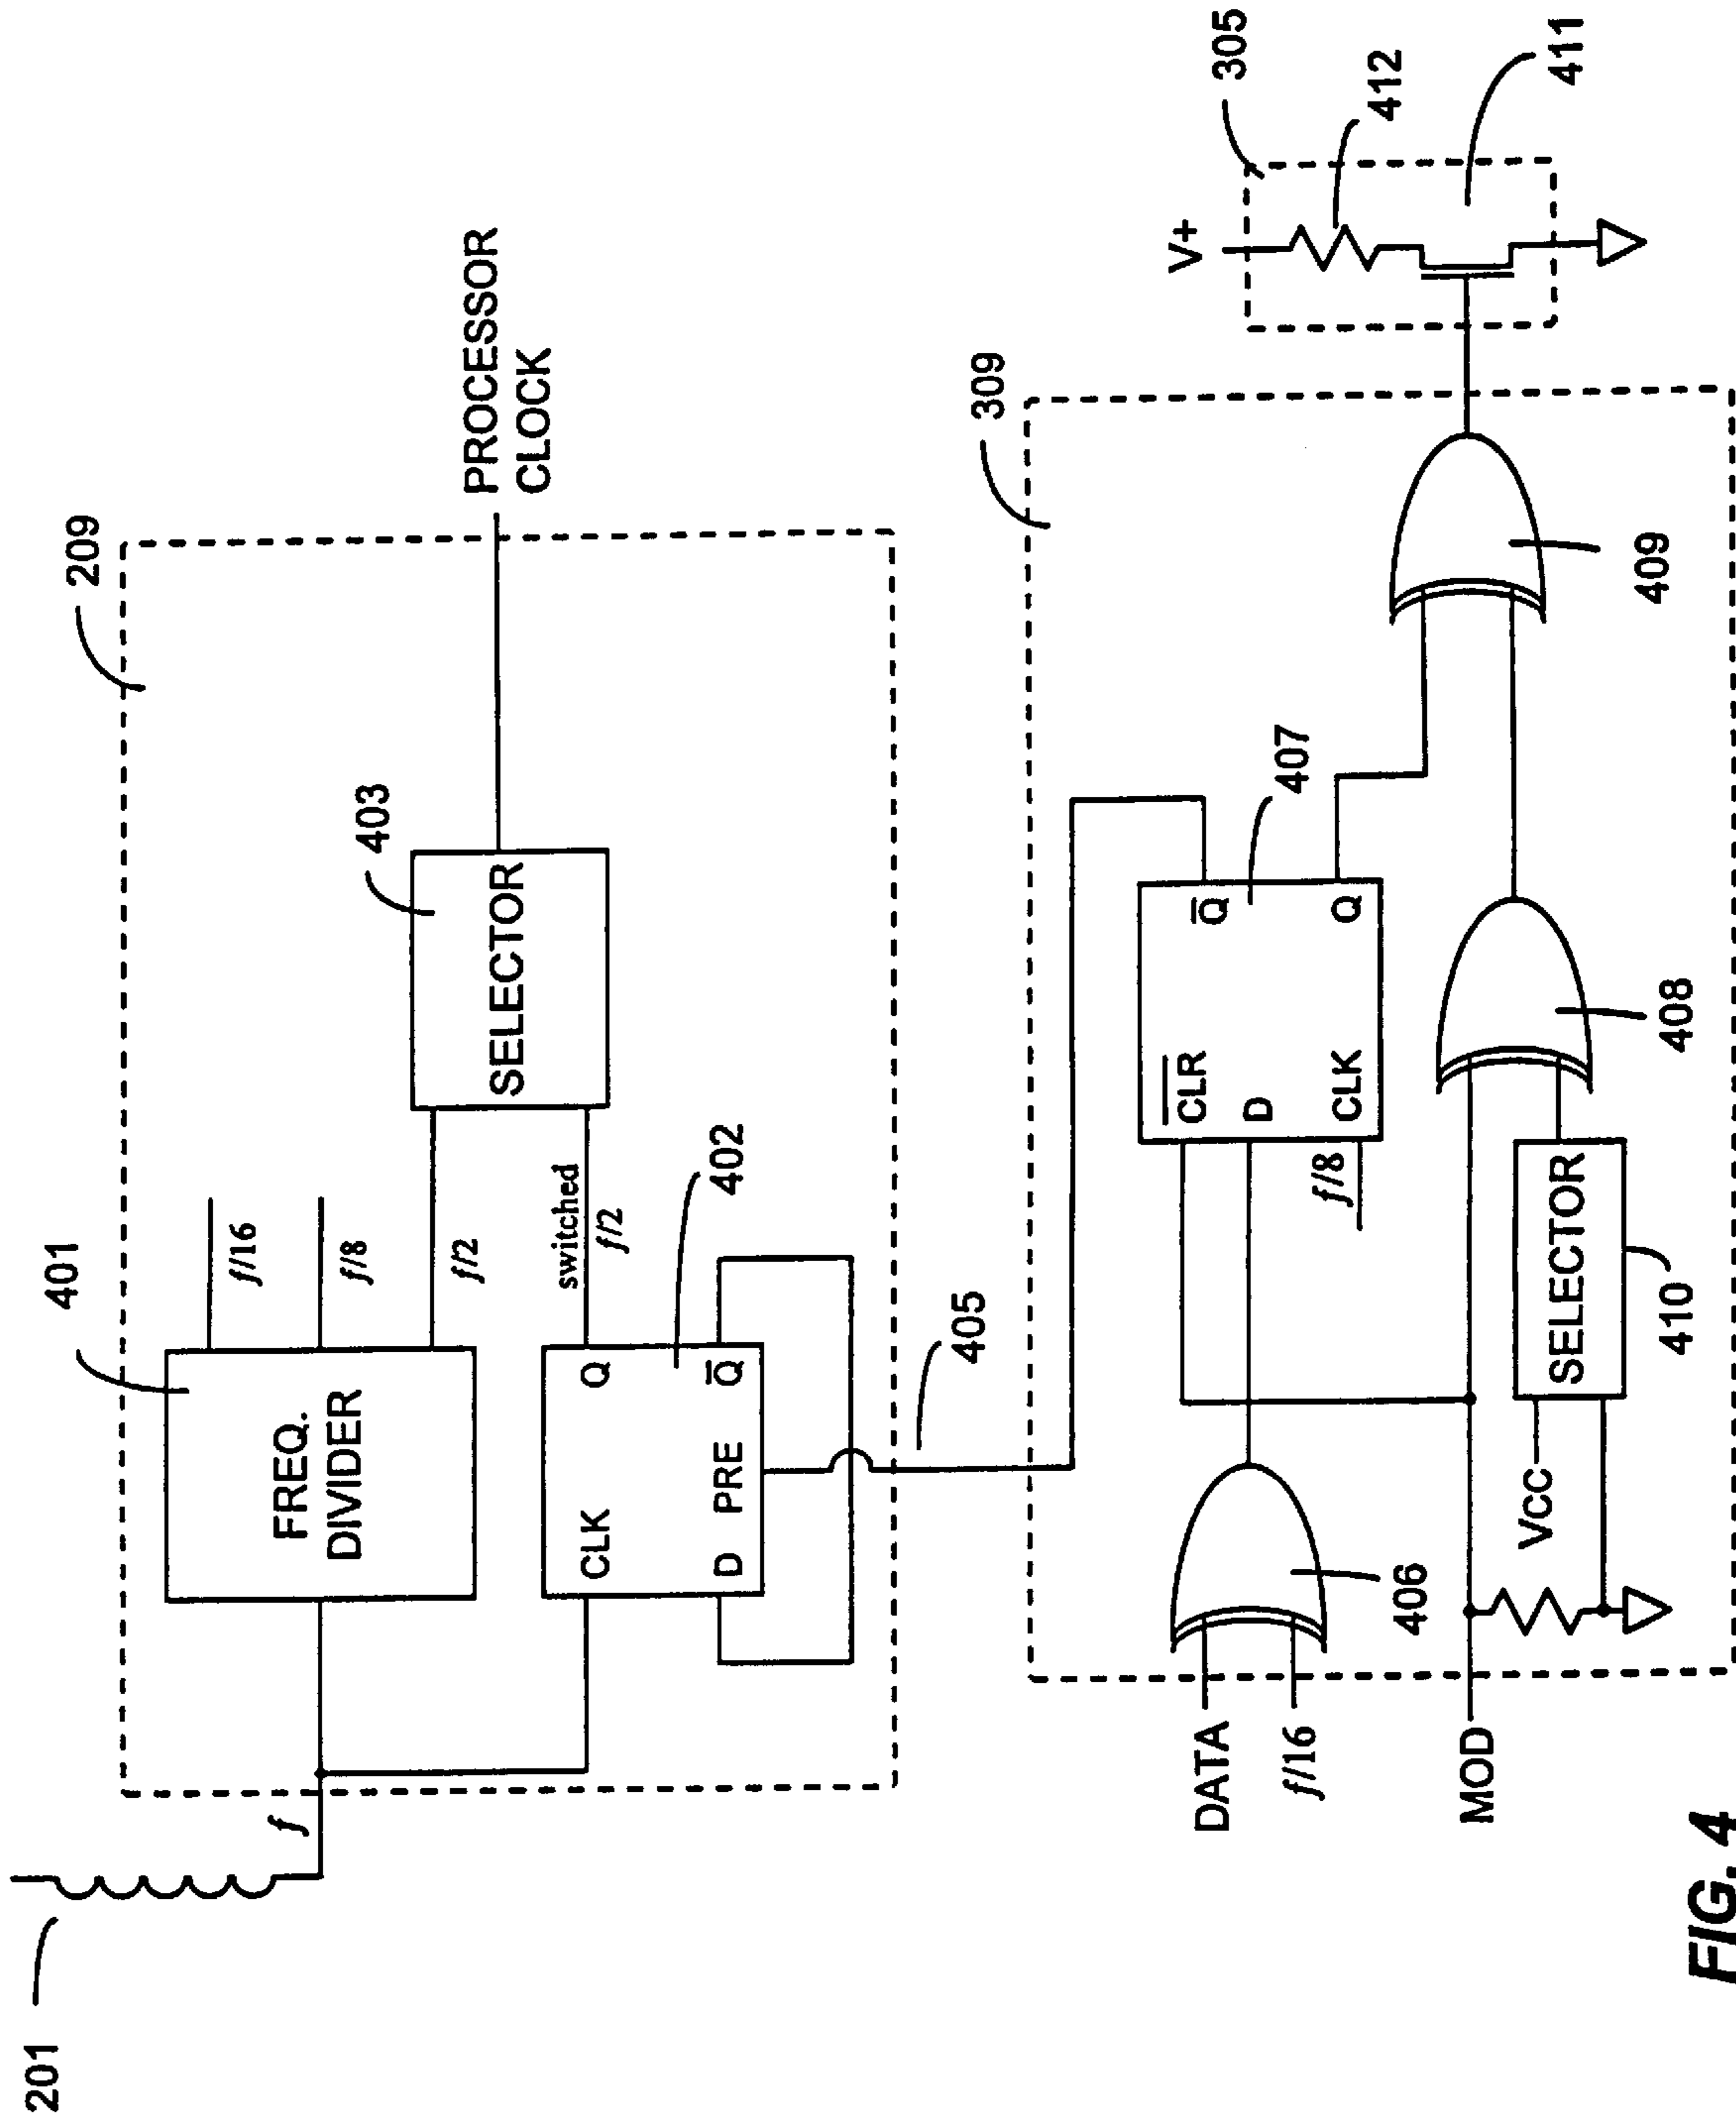 201
f
209
401
FREQ.
DIVIDER
f/16
f/8
f/2
403
SELECTOR
PROCESSOR
CLOCK
CLK
Q
D
PRE
Q̅
402
switched
f/2
405
309
DATA
f/16
406
MOD
VCC
SELECTOR
410
C̅L̅R̅
D
CLK
f/8
Q̅
Q
407
408
409
V+
305
412
411
FIG. 4